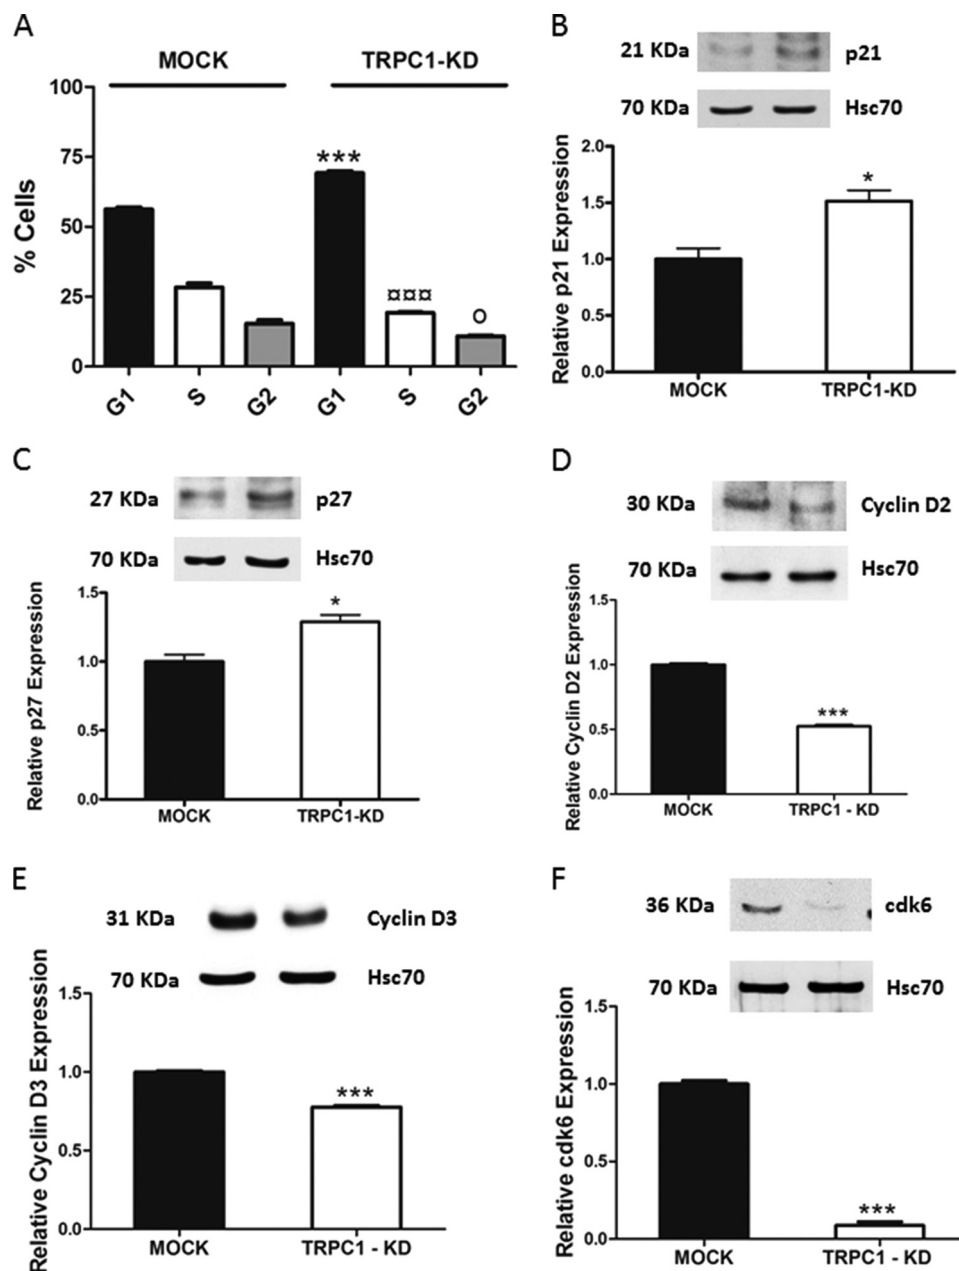 A
MOCK TRPC1-KD
100
75
50
25
0
% Cells
***
¤¤¤
O
G1 S G2 G1 S G2
B
21 KDa p21
70 KDa Hsc70
Relative p21 Expression
2.0
1.5
1.0
0.5
0.0
*
MOCK TRPC1-KD
C
27 KDa p27
70 KDa Hsc70
Relative p27 Expression
1.5
1.0
0.5
0.0
*
MOCK TRPC1-KD
D
30 KDa Cyclin D2
70 KDa Hsc70
Relative Cyclin D2 Expression
1.5
1.0
0.5
0.0
***
MOCK TRPC1 - KD
E
31 KDa Cyclin D3
70 KDa Hsc70
Relative Cyclin D3 Expression
1.5
1.0
0.5
0.0
***
MOCK TRPC1 - KD
F
36 KDa cdk6
70 KDa Hsc70
Relative cdk6 Expression
1.5
1.0
0.5
0.0
***
MOCK TRPC1 - KD